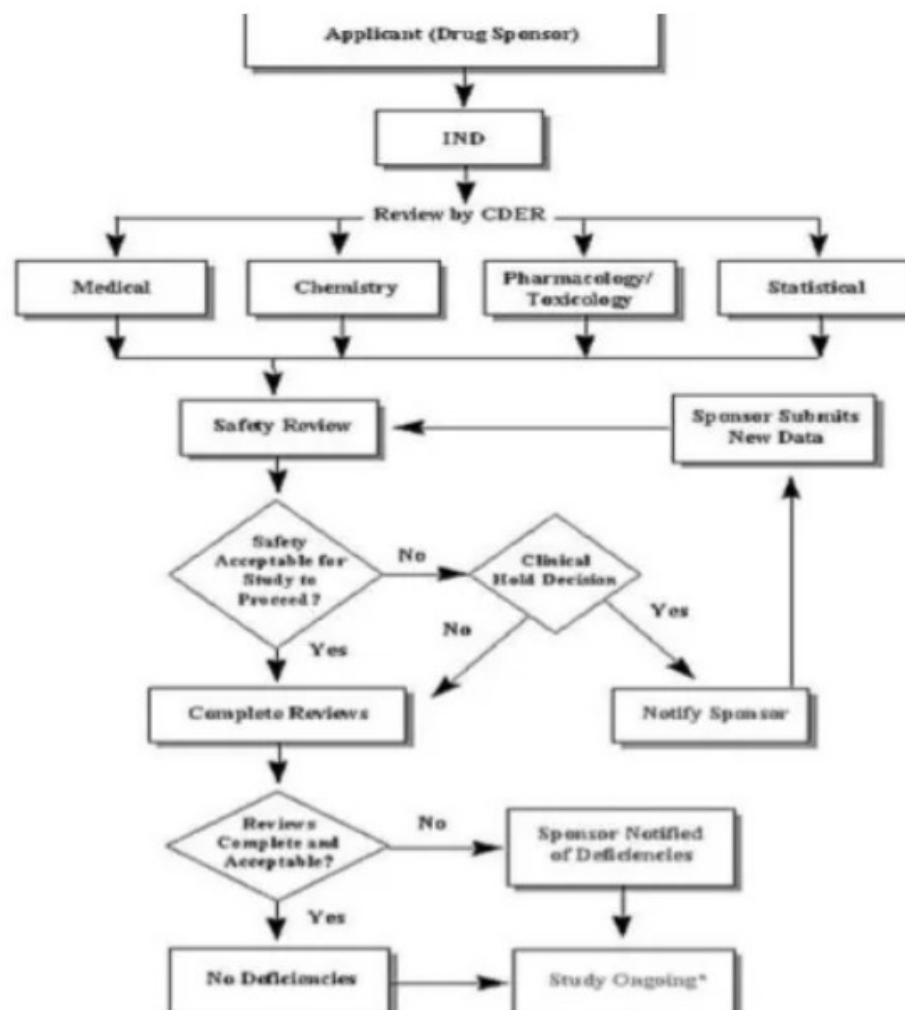 Applicant (Drug Sponsor)
IND
Review by CDER
Medical
Chemistry
Pharmacology/
Toxicology
Statistical
Safety Review
Sponsor Submits
New Data
Safety
Acceptable for
Study to
Proceed?
No
Clinical
Hold Decision
Yes
No
Yes
Complete Reviews
Notify Sponsor
Reviews
Complete and
Acceptable?
No
Sponsor Notified
of Deficiencies
Yes
No Deficiencies
Study Ongoing*